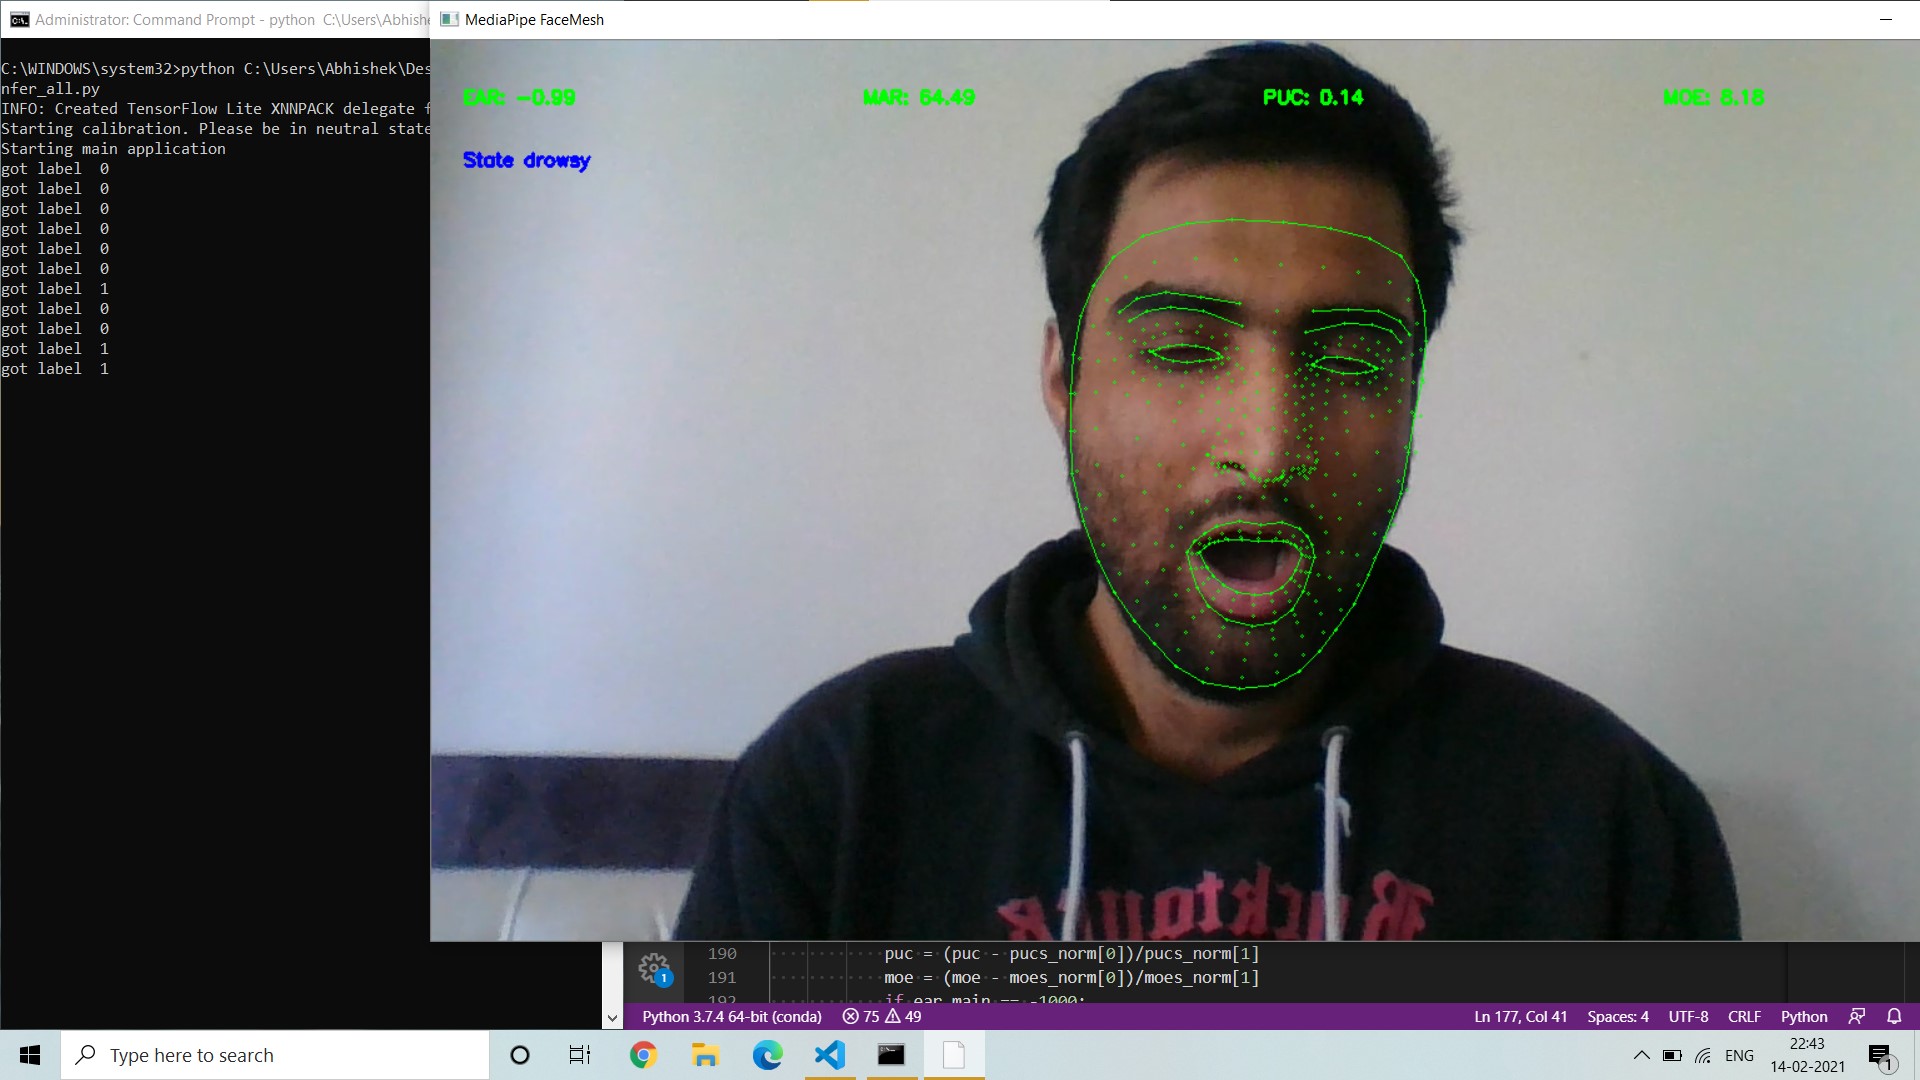 Administrator: Command Prompt - python C:\Users\Abhishe
MediaPipe FaceMesh
C:\WINDOWS\system32>python C:\Users\Abhishek\Des
nfer_all.py
INFO: Created TensorFlow Lite XNNPACK delegate f
Starting calibration. Please be in neutral state
Starting main application
got label 0
got label 0
got label 0
got label 0
got label 0
got label 0
got label 1
got label 0
got label 0
got label 1
got label 1
EAR: -0.99 MAR: 64.49 PUC: 0.14 MOE: 8.18
State drowsy
190 puc = (puc - pucs_norm[0])/pucs_norm[1]
191 moe = (moe - moes_norm[0])/moes_norm[1]
192 if ear_main == -1000:
1
Python 3.7.4 64-bit (conda) 75 49 Ln 177, Col 41 Spaces: 4 UTF-8 CRLF Python
Type here to search
ENG
22:43
14-02-2021
1